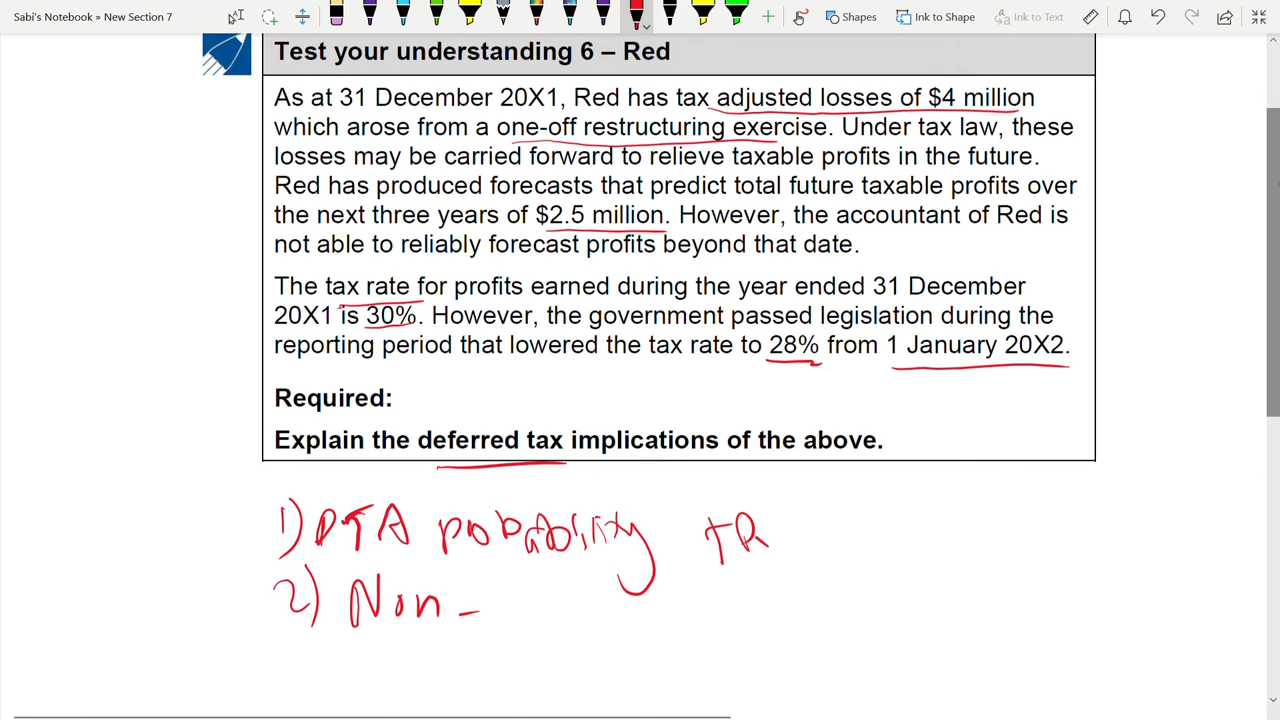 Sabi's Notebook » New Section 7
Shapes
Ink to Shape
Ink to Text
Test your understanding 6 – Red
As at 31 December 20X1, Red has tax adjusted losses of $4 million
which arose from a one-off restructuring exercise. Under tax law, these
losses may be carried forward to relieve taxable profits in the future.
Red has produced forecasts that predict total future taxable profits over
the next three years of $2.5 million. However, the accountant of Red is
not able to reliably forecast profits beyond that date.
The tax rate for profits earned during the year ended 31 December
20X1 is 30%. However, the government passed legislation during the
reporting period that lowered the tax rate to 28% from 1 January 20X2.
Required:
Explain the deferred tax implications of the above.
1) DTA pobability TR
2) Non -